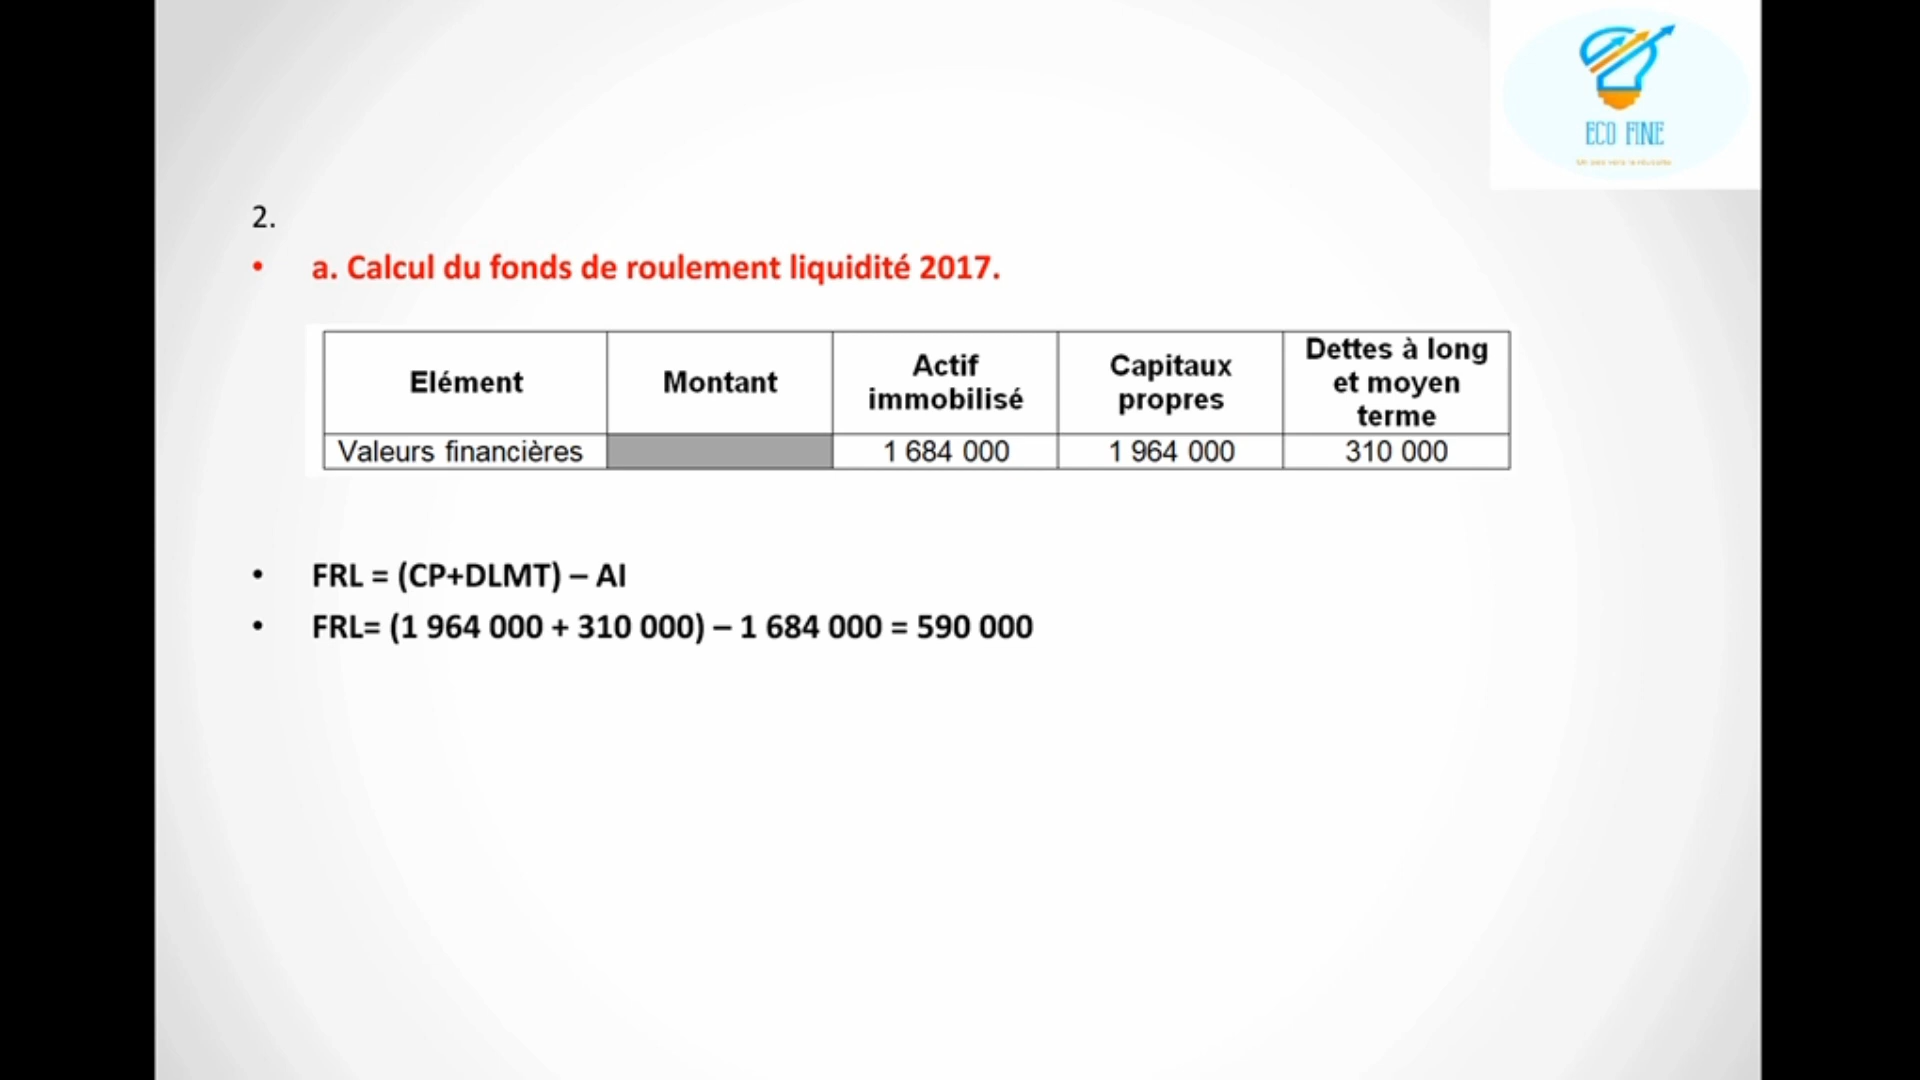 ECO FINE
2.
• a. Calcul du fonds de roulement liquidité 2017.
Elément Montant Actif immobilisé Capitaux propres Dettes à long et moyen terme
Valeurs financières 1 684 000 1 964 000 310 000
• FRL = (CP+DLMT) – AI
• FRL= (1 964 000 + 310 000) – 1 684 000 = 590 000